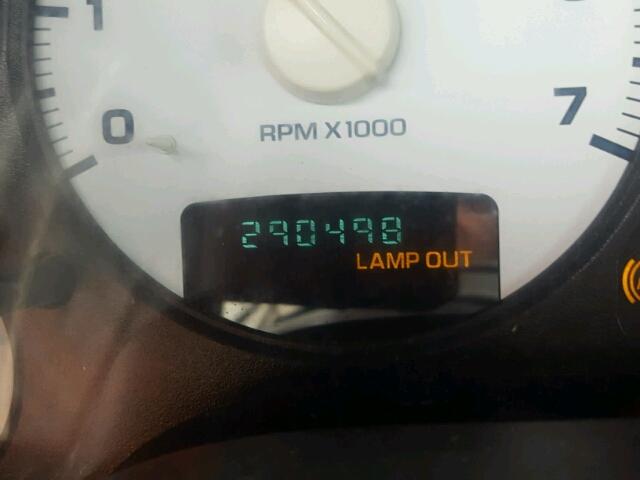 1
0
7
RPM X1000
290498
LAMP OUT